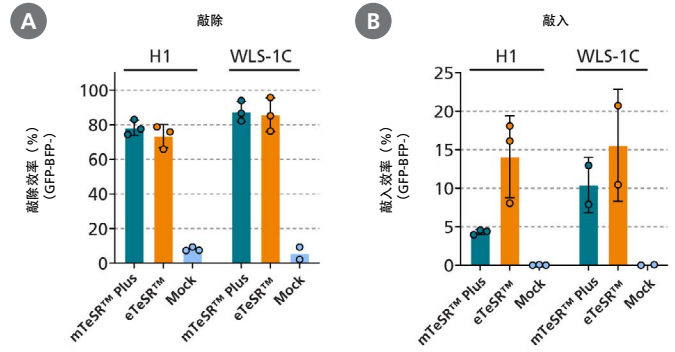 A
敲除
H1
WLS-1C
敲除效率（%）
（GFP-BFP-）
100
80
60
40
20
0
mTeSR™ Plus
eTeSR™
Mock
mTeSR™ Plus
eTeSR™
Mock
B
敲入
H1
WLS-1C
敲入效率（%）
（GFP-BFP-）
25
20
15
10
5
0
mTeSR™ Plus
eTeSR™
Mock
mTeSR™ Plus
eTeSR™
Mock